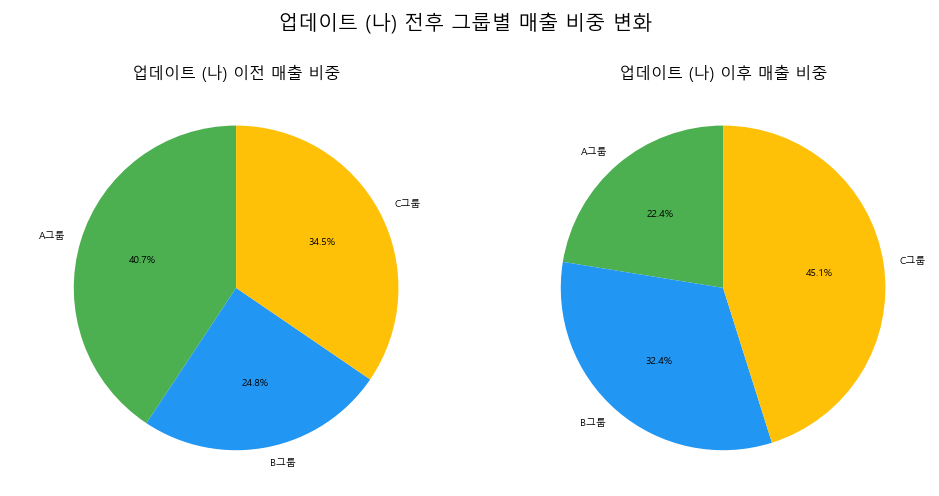 업데이트 (나) 전후 그룹별 매출 비중 변화
업데이트 (나) 이전 매출 비중
A그룹
40.7%
B그룹
24.8%
C그룹
34.5%
업데이트 (나) 이후 매출 비중
A그룹
22.4%
B그룹
32.4%
C그룹
45.1%